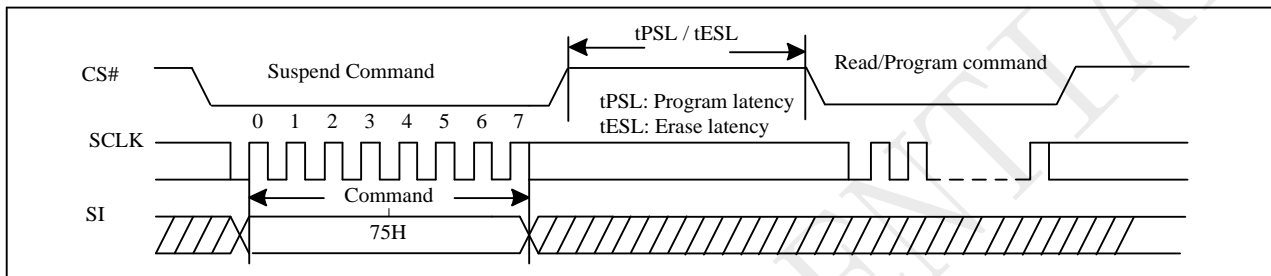 tPSL / tESL
CS#
Suspend Command
Read/Program command
tPSL: Program latency
tESL: Erase latency
0 1 2 3 4 5 6 7
SCLK
Command
SI
75H